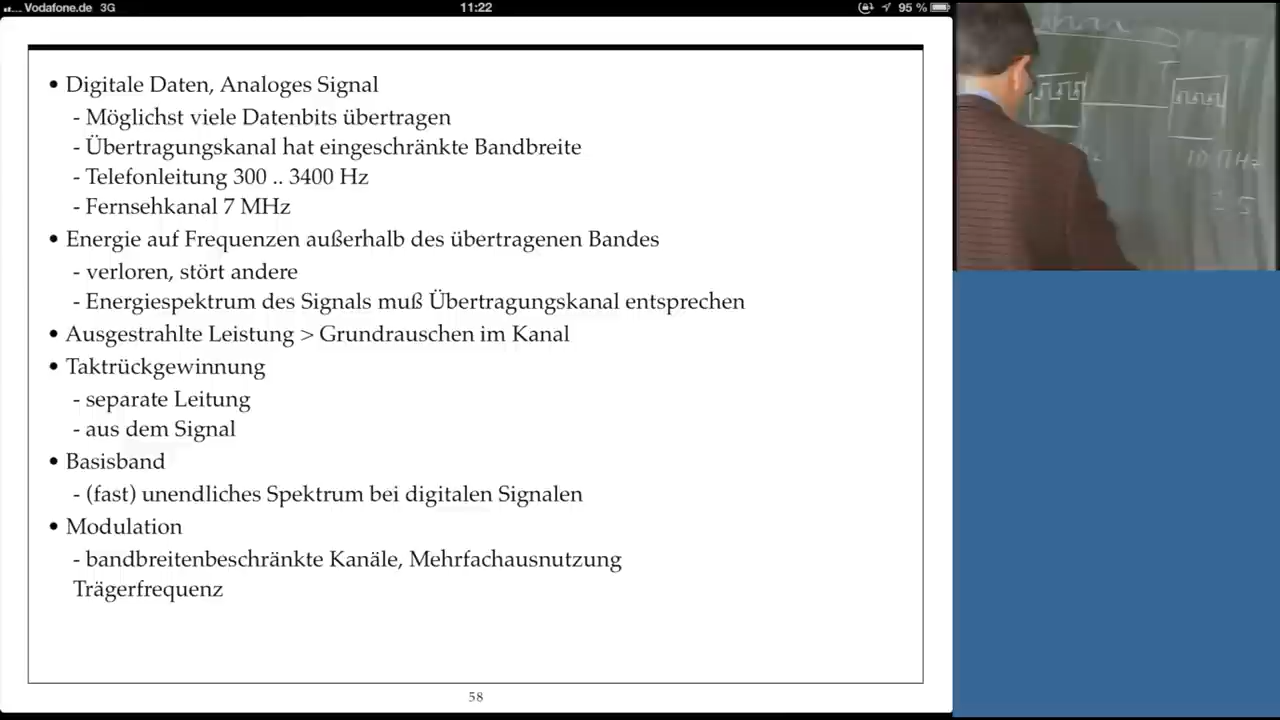 Vodafone.de 3G
11:22
95 %
• Digitale Daten, Analoges Signal
- Möglichst viele Datenbits übertragen
- Übertragungskanal hat eingeschränkte Bandbreite
- Telefonleitung 300 .. 3400 Hz
- Fernsehkanal 7 MHz
• Energie auf Frequenzen außerhalb des übertragenen Bandes
- verloren, stört andere
- Energiespektrum des Signals muß Übertragungskanal entsprechen
• Ausgestrahlte Leistung > Grundrauschen im Kanal
• Taktrückgewinnung
- separate Leitung
- aus dem Signal
• Basisband
- (fast) unendliches Spektrum bei digitalen Signalen
• Modulation
- bandbreitenbeschränkte Kanäle, Mehrfachausnutzung
Trägerfrequenz
58
10 MHz
± 5